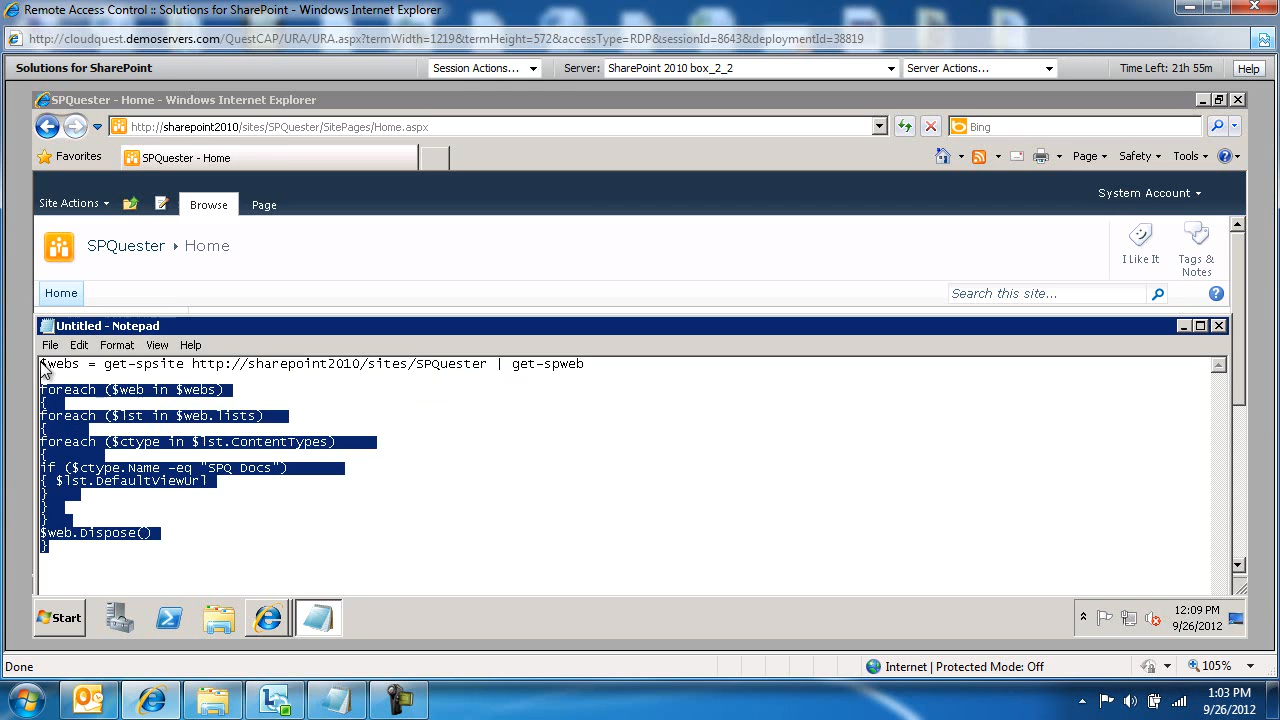 Remote Access Control :: Solutions for SharePoint - Windows Internet Explorer
http://cloudquest.demoservers.com/QuestCAP/URA/URA.aspx?termWidth=1219&termHeight=572&accessType=RDP&sessionId=8643&deploymentId=38819
Solutions for SharePoint Session Actions... Server: SharePoint 2010 box_2_2 Server Actions... Time Left: 21h 55m Help
SPQuester - Home - Windows Internet Explorer
http://sharepoint2010/sites/SPQuester/SitePages/Home.aspx Bing
Favorites SPQuester - Home Page Safety Tools
Site Actions Browse Page System Account
SPQuester Home
I Like It Tags & Notes
Home Search this site...
Untitled - Notepad
File Edit Format View Help
$webs = get-spsite http://sharepoint2010/sites/SPQuester | get-spweb
foreach ($web in $webs)
{
foreach ($lst in $web.lists)
{
foreach ($ctype in $lst.ContentTypes)
{
if ($ctype.Name -eq "SPQ Docs")
{ $lst.DefaultViewUrl
}
}
}
$web.Dispose()
}
Start 12:09 PM
9/26/2012
Done Internet | Protected Mode: Off 105%
1:03 PM
9/26/2012